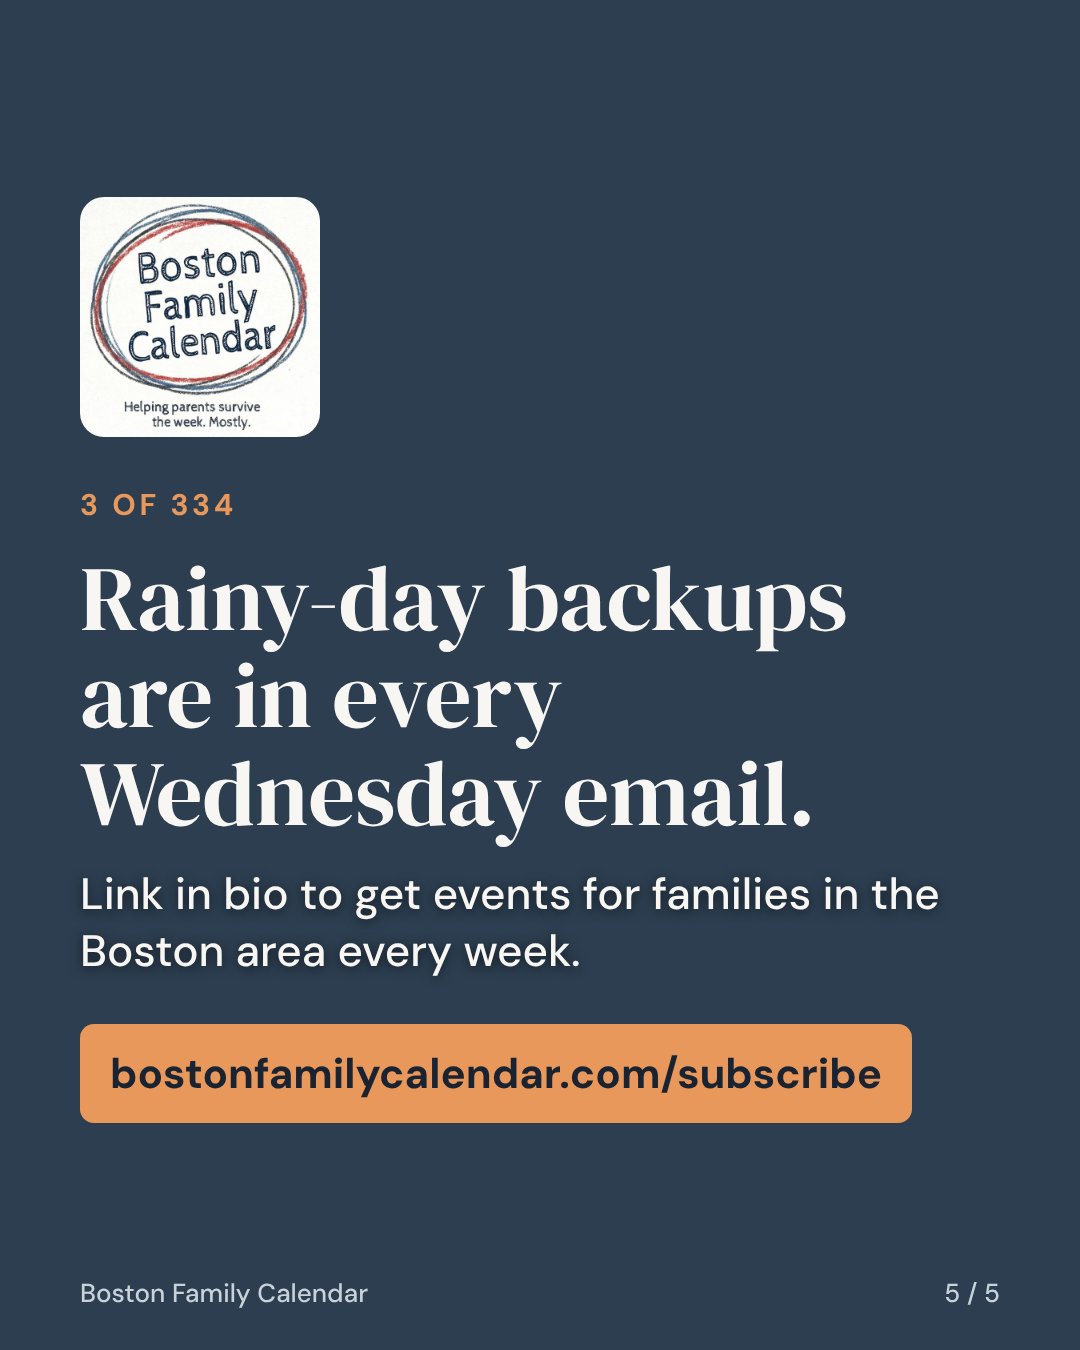 Boston
Family
Calendar
Helping parents survive
the week. Mostly.
3 OF 334
Rainy-day backups
are in every
Wednesday email.
Link in bio to get events for families in the
Boston area every week.
bostonfamilycalendar.com/subscribe
Boston Family Calendar
5 / 5